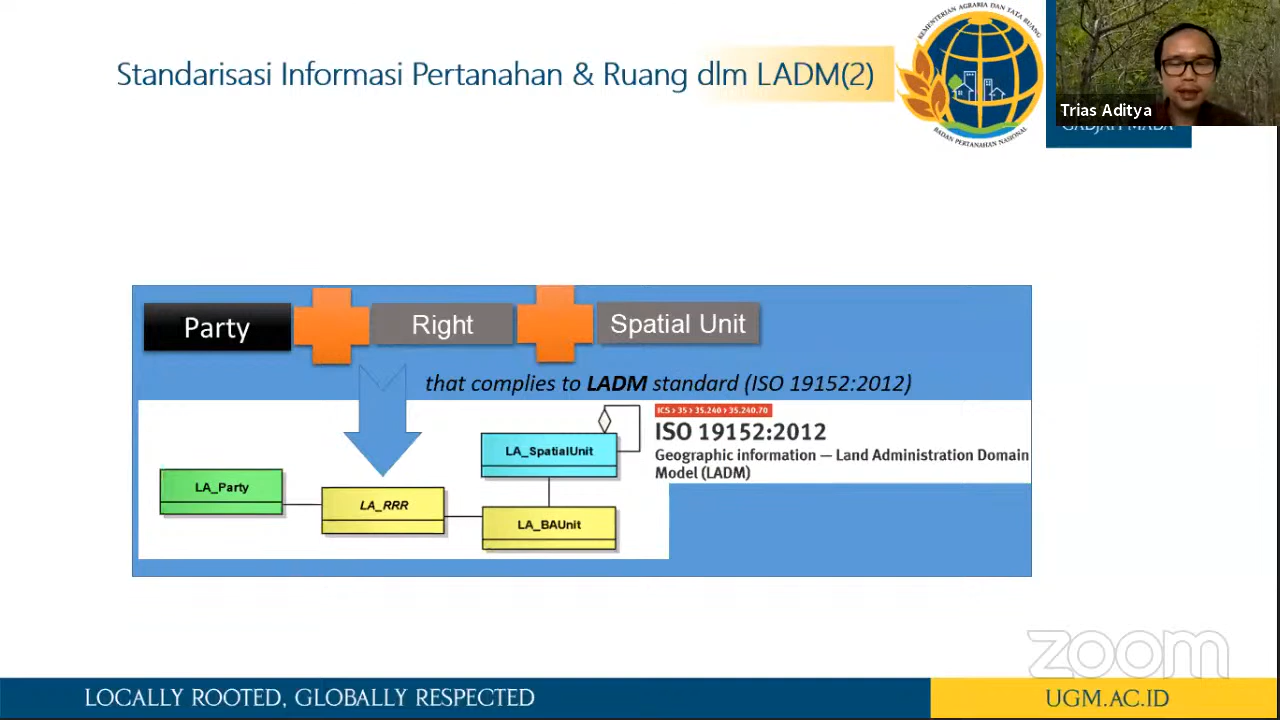 Standarisasi Informasi Pertanahan & Ruang dlm LADM(2)
KEMENTERIAN AGRARIA DAN TATA RUANG
BADAN PERTANAHAN NASIONAL
Trias Aditya
GADJAH MADA
Party
Right
Spatial Unit
that complies to LADM standard (ISO 19152:2012)
ICS > 35 > 35.240 > 35.240.70
ISO 19152:2012
Geographic information — Land Administration Domain
Model (LADM)
LA_SpatialUnit
LA_Party
LA_RRR
LA_BAUnit
zoom
LOCALLY ROOTED, GLOBALLY RESPECTED
UGM.AC.ID